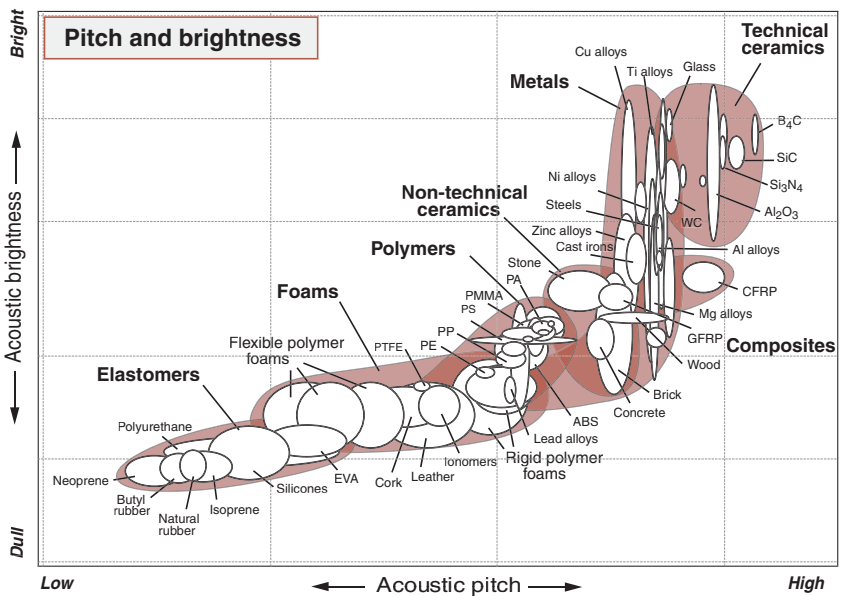 Bright
Pitch and brightness
Technical
ceramics
Cu alloys
Ti alloys
Glass
Metals
B4C
SiC
Si3N4
Al2O3
Ni alloys
Non-technical
ceramics
Steels
WC
Zinc alloys
Cast irons
Al alloys
Polymers
Stone
PA
CFRP
Foams
PMMA
PS
Mg alloys
PP
GFRP
PE
PTFE
Flexible polymer
foams
Wood
Composites
Elastomers
Brick
Concrete
ABS
Polyurethane
Lead alloys
Rigid polymer
foams
Ionomers
Leather
Cork
EVA
Silicones
Neoprene
Butyl
rubber
Natural
rubber
Isoprene
Acoustic brightness
Dull
Low
Acoustic pitch
High